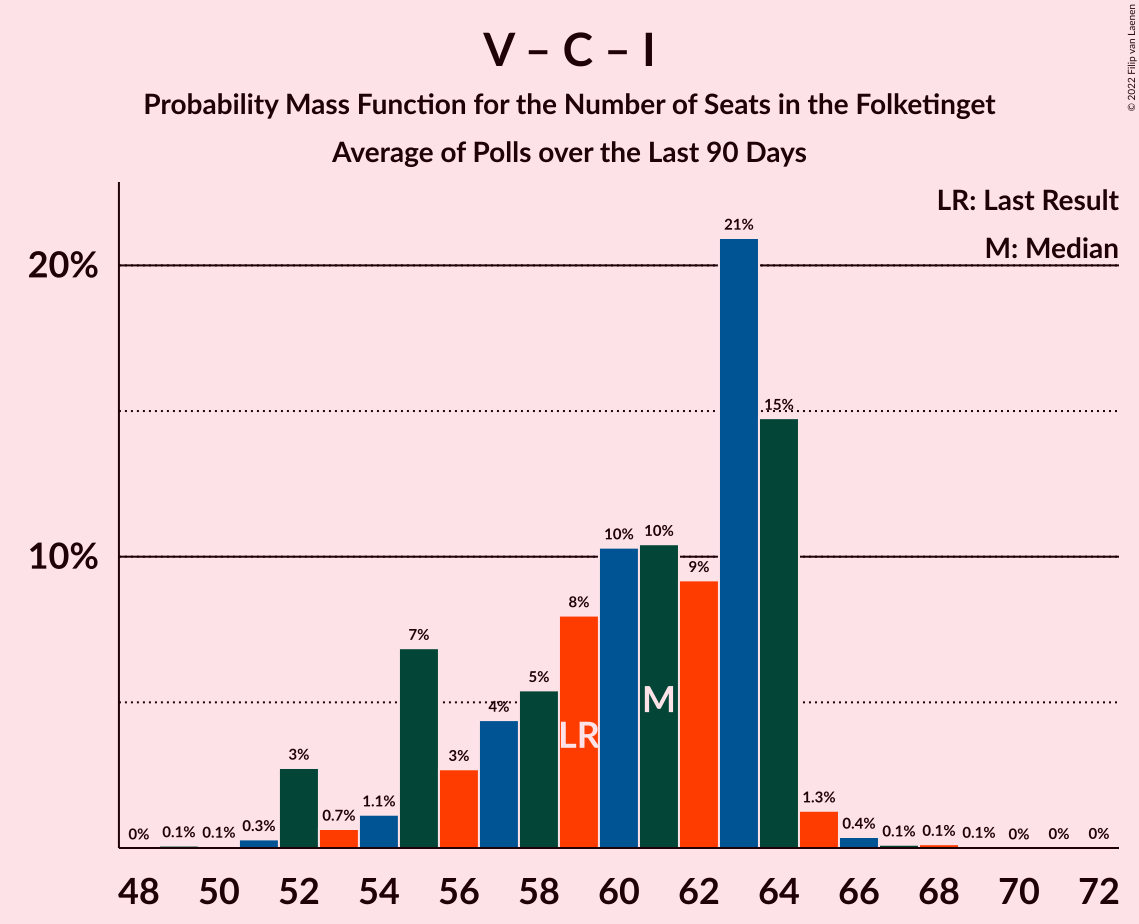 V – C – I
Probability Mass Function for the Number of Seats in the Folketinget
Average of Polls over the Last 90 Days
© 2022 Filip van Laenen
LR: Last Result
M: Median
20%
10%
0% 0.1% 0.1% 0.3% 3% 0.7% 1.1% 7% 3% 4% 5% 8% 10% 10% 9% 21% 15% 1.3% 0.4% 0.1% 0.1% 0.1% 0% 0% 0%
LR
M
48 50 52 54 56 58 60 62 64 66 68 70 72